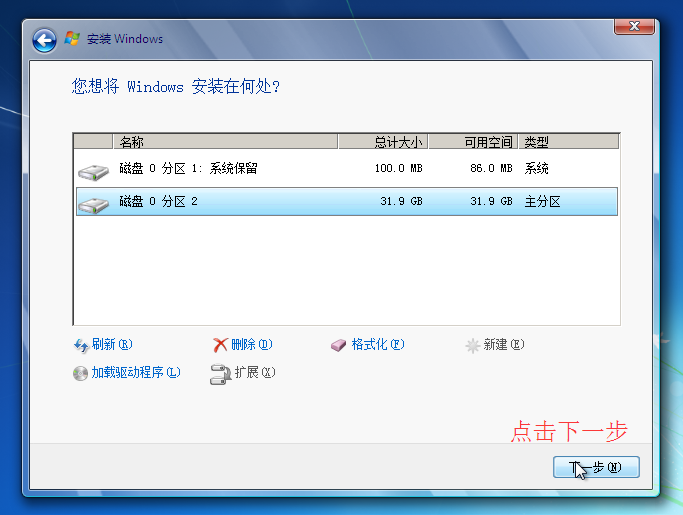 安装 Windows
您想将 Windows 安装在何处?
名称 总计大小 可用空间 类型
磁盘 0 分区 1: 系统保留 100.0 MB 86.0 MB 系统
磁盘 0 分区 2 31.9 GB 31.9 GB 主分区
刷新(R) 删除(D) 格式化(F) 新建(E)
加载驱动程序(L) 扩展(X)
点击下一步
下一步(N)